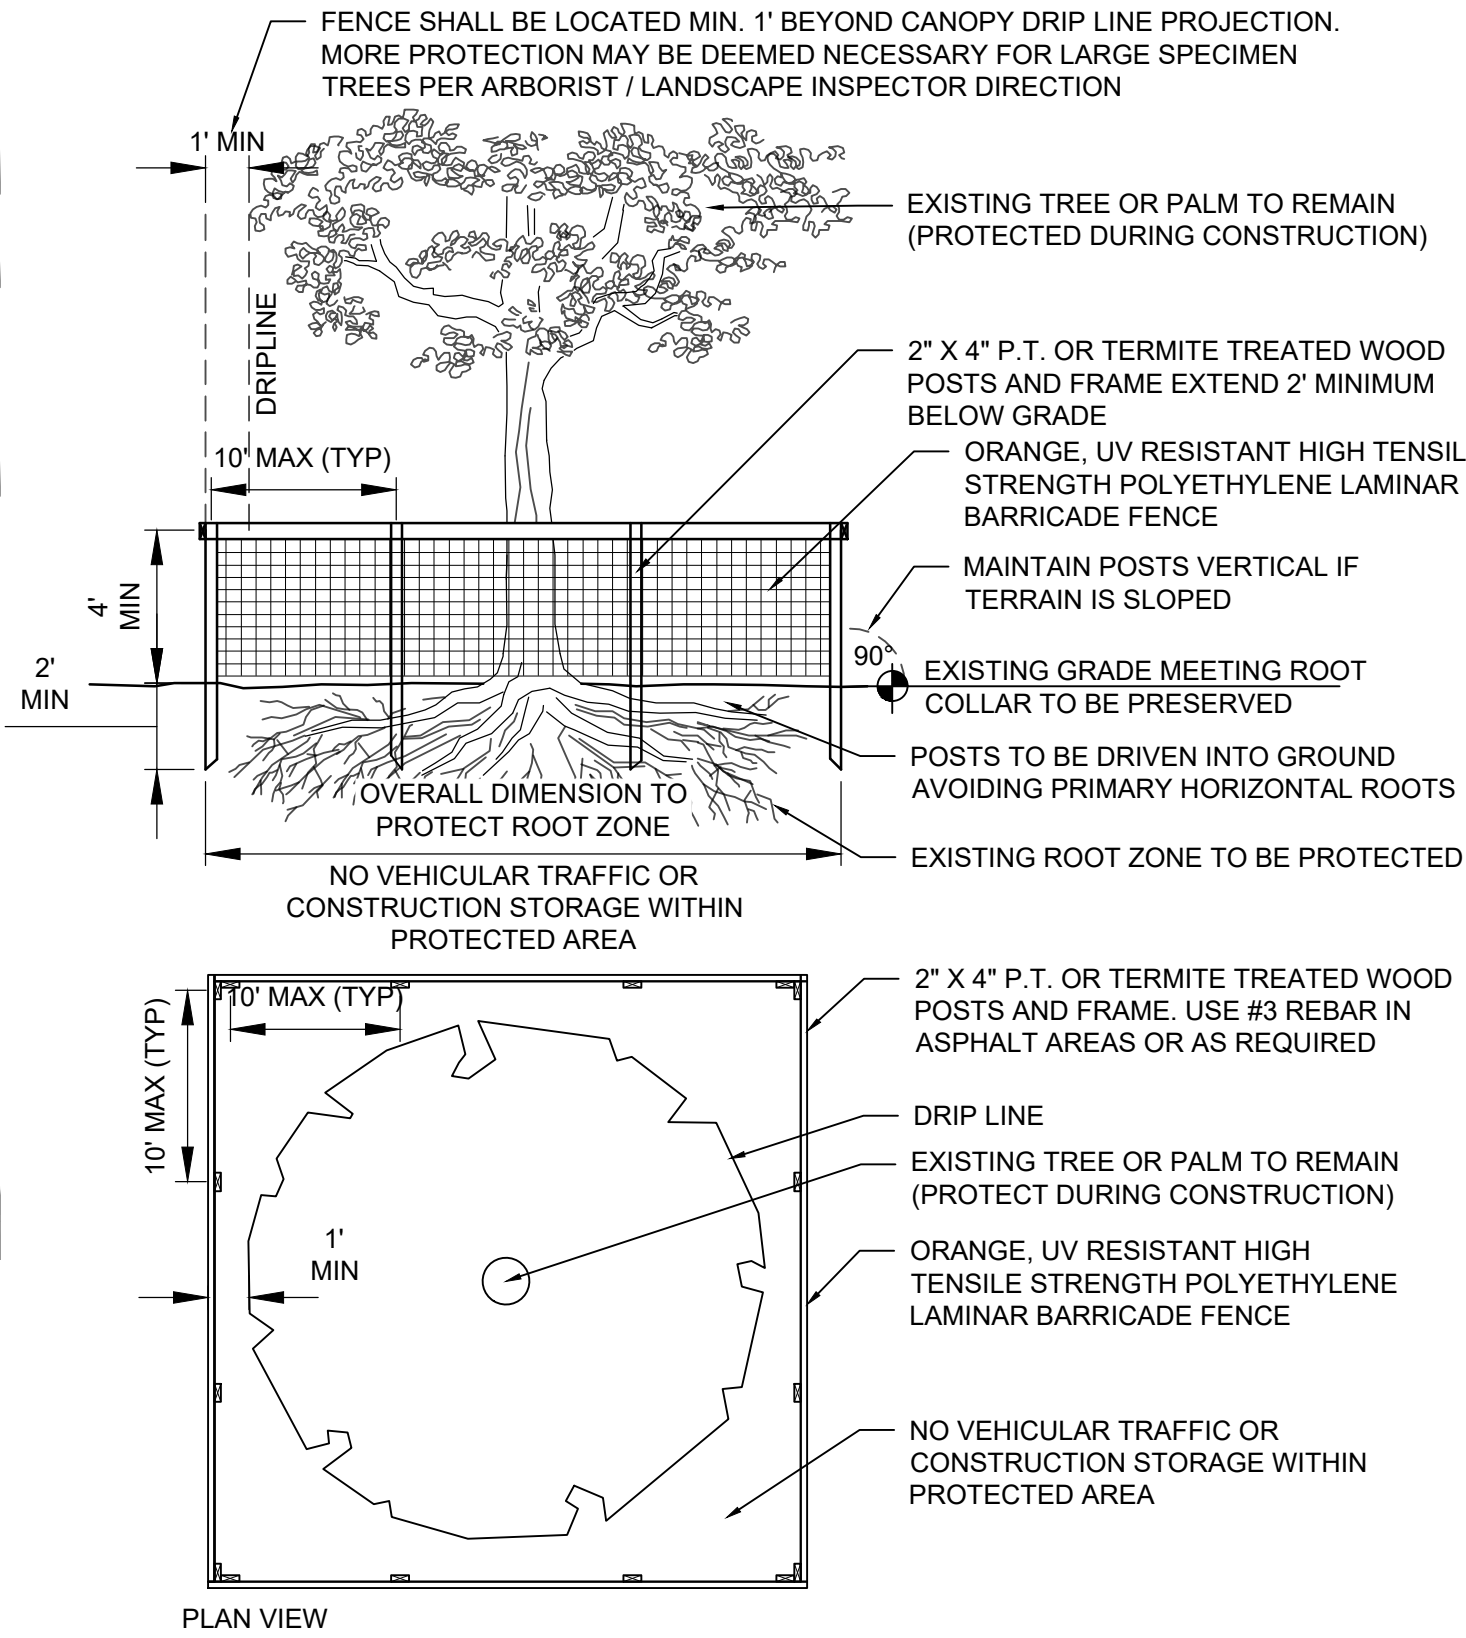 FENCE SHALL BE LOCATED MIN. 1' BEYOND CANOPY DRIP LINE PROJECTION.
MORE PROTECTION MAY BE DEEMED NECESSARY FOR LARGE SPECIMEN
TREES PER ARBORIST / LANDSCAPE INSPECTOR DIRECTION
1' MIN
EXISTING TREE OR PALM TO REMAIN
(PROTECTED DURING CONSTRUCTION)
DRIPLINE
2" X 4" P.T. OR TERMITE TREATED WOOD
POSTS AND FRAME EXTEND 2' MINIMUM
BELOW GRADE
10' MAX (TYP)
ORANGE, UV RESISTANT HIGH TENSIL
STRENGTH POLYETHYLENE LAMINAR
BARRICADE FENCE
4'
MIN
MAINTAIN POSTS VERTICAL IF
TERRAIN IS SLOPED
90°
2'
MIN
EXISTING GRADE MEETING ROOT
COLLAR TO BE PRESERVED
POSTS TO BE DRIVEN INTO GROUND
AVOIDING PRIMARY HORIZONTAL ROOTS
OVERALL DIMENSION TO
PROTECT ROOT ZONE
EXISTING ROOT ZONE TO BE PROTECTED
NO VEHICULAR TRAFFIC OR
CONSTRUCTION STORAGE WITHIN
PROTECTED AREA
2" X 4" P.T. OR TERMITE TREATED WOOD
POSTS AND FRAME. USE #3 REBAR IN
ASPHALT AREAS OR AS REQUIRED
10' MAX (TYP)
10' MAX (TYP)
DRIP LINE
EXISTING TREE OR PALM TO REMAIN
(PROTECT DURING CONSTRUCTION)
1'
MIN
ORANGE, UV RESISTANT HIGH
TENSILE STRENGTH POLYETHYLENE
LAMINAR BARRICADE FENCE
NO VEHICULAR TRAFFIC OR
CONSTRUCTION STORAGE WITHIN
PROTECTED AREA
PLAN VIEW